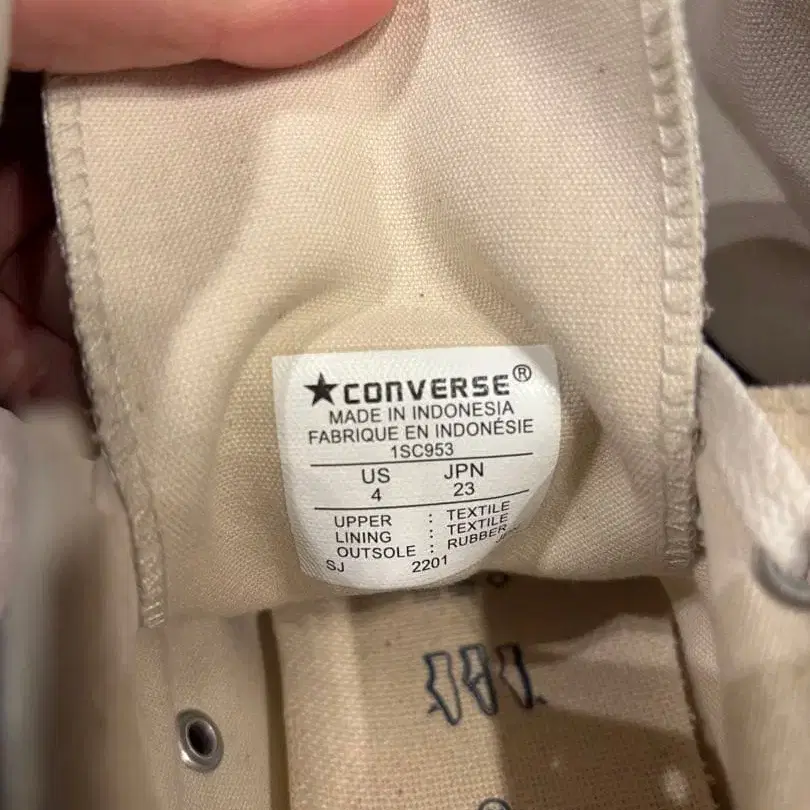 ★CONVERSE®
MADE IN INDONESIA
FABRIQUE EN INDONÉSIE
1SC953
US JPN
4 23
UPPER : TEXTILE
LINING : TEXTILE
OUTSOLE : RUBBER
SJ 2201